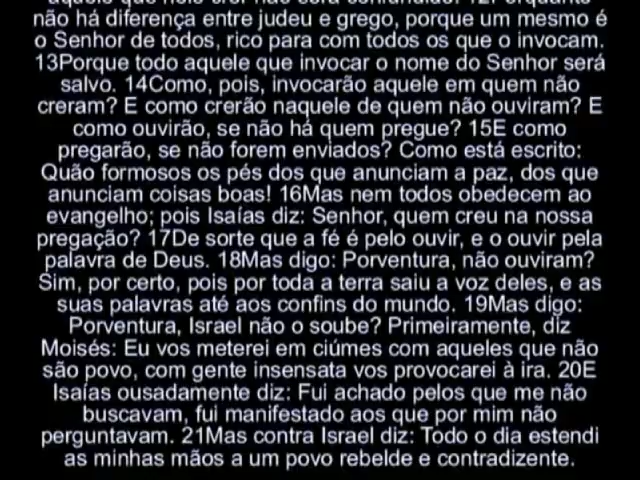 não há diferença entre judeu e grego, porque um mesmo é
o Senhor de todos, rico para com todos os que o invocam.
13Porque todo aquele que invocar o nome do Senhor será
salvo. 14Como, pois, invocarão aquele em quem não
creram? E como crerão naquele de quem não ouviram? E
como ouvirão, se não há quem pregue? 15E como
pregarão, se não forem enviados? Como está escrito:
Quão formosos os pés dos que anunciam a paz, dos que
anunciam coisas boas! 16Mas nem todos obedecem ao
evangelho; pois Isaías diz: Senhor, quem creu na nossa
pregação? 17De sorte que a fé é pelo ouvir, e o ouvir pela
palavra de Deus. 18Mas digo: Porventura, não ouviram?
Sim, por certo, pois por toda a terra saiu a voz deles, e as
suas palavras até aos confins do mundo. 19Mas digo:
Porventura, Israel não o soube? Primeiramente, diz
Moisés: Eu vos meterei em ciúmes com aqueles que não
são povo, com gente insensata vos provocarei à ira. 20E
Isaías ousadamente diz: Fui achado pelos que me não
buscavam, fui manifestado aos que por mim não
perguntavam. 21Mas contra Israel diz: Todo o dia estendi
as minhas mãos a um povo rebelde e contradizente.